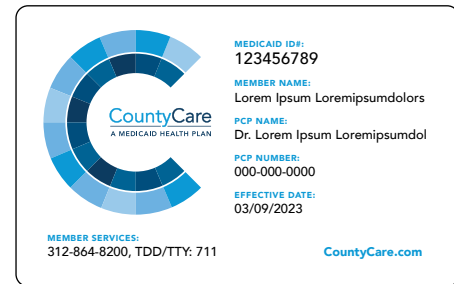 CountyCare
A MEDICAID HEALTH PLAN
MEDICAID ID#:
123456789
MEMBER NAME:
Lorem Ipsum Loremipsumdolors
PCP NAME:
Dr. Lorem Ipsum Loremipsumdol
PCP NUMBER:
000-000-0000
EFFECTIVE DATE:
03/09/2023
MEMBER SERVICES:
312-864-8200, TDD/TTY: 711
CountyCare.com